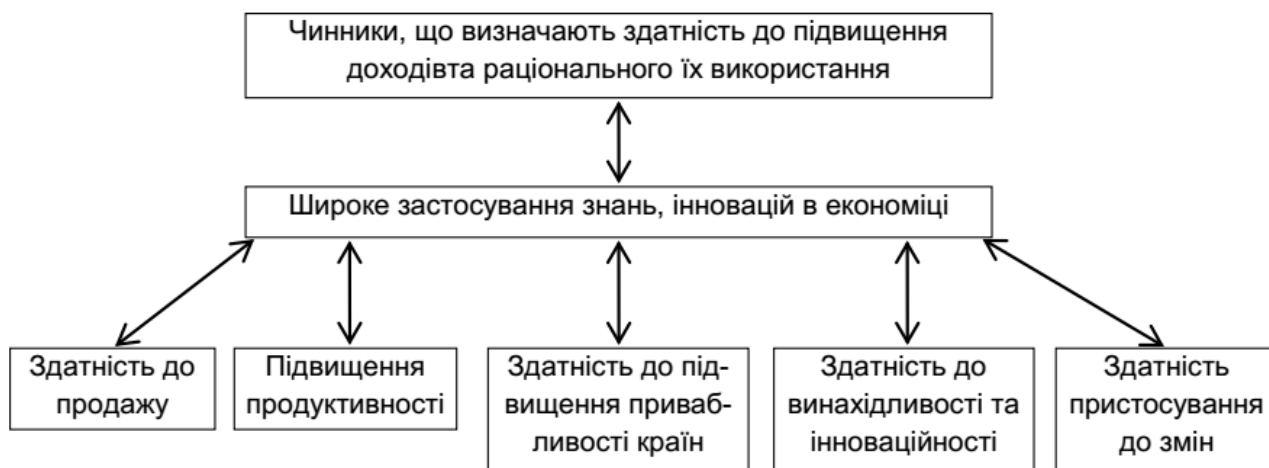 Чинники, що визначають здатність до підвищення
доходівта раціонального їх використання
Широке застосування знань, інновацій в економіці
Здатність до
продажу
Підвищення
продуктивності
Здатність до під-
вищення приваб-
ливості країн
Здатність до
винахідливості та
інноваційності
Здатність
пристосування
до змін